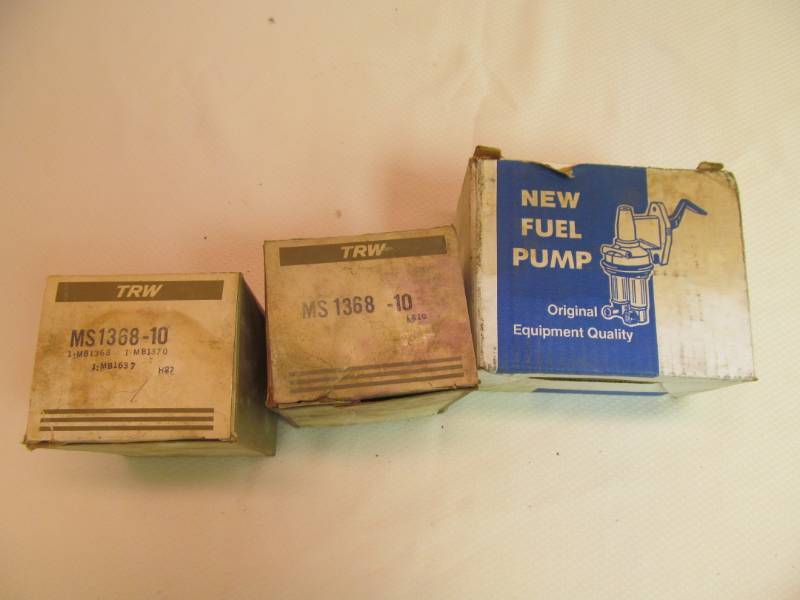 TRW
MS1368-10
1-MB1368 1-MB1370
1-MB1637
H87
TRW
MS 1368 -10
NEW
FUEL
PUMP
Original
Equipment Quality